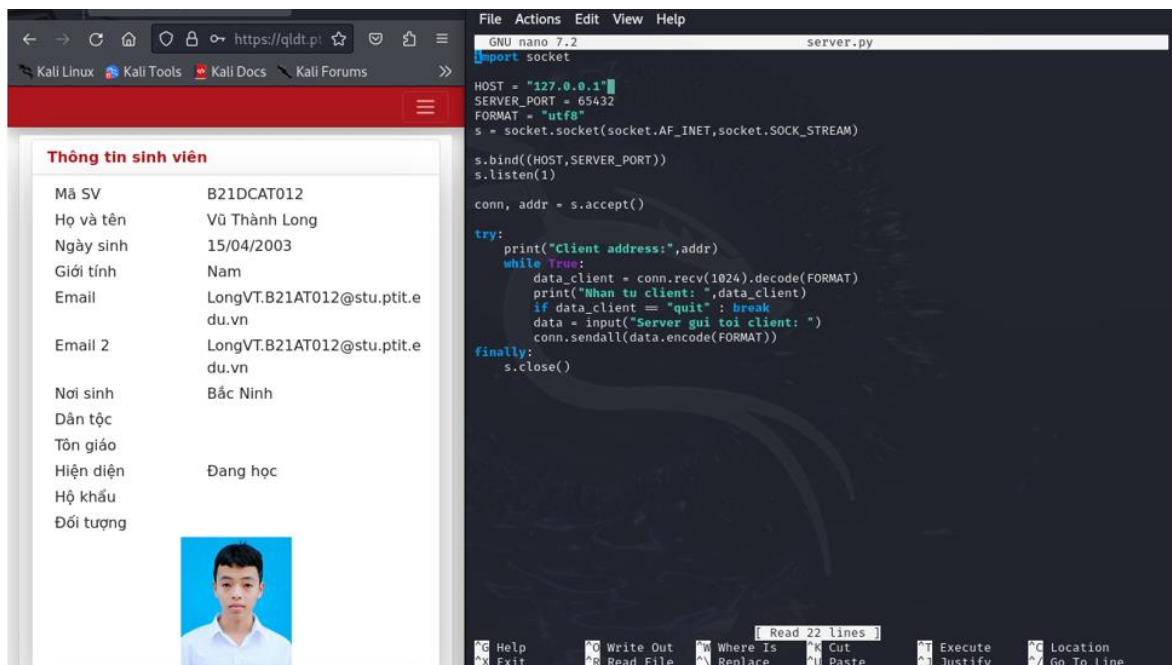 https://qldt.pt
Kali Linux Kali Tools Kali Docs Kali Forums
Thông tin sinh viên
Mã SV B21DCAT012
Họ và tên Vũ Thành Long
Ngày sinh 15/04/2003
Giới tính Nam
Email LongVT.B21AT012@stu.ptit.e
du.vn
Email 2 LongVT.B21AT012@stu.ptit.e
du.vn
Nơi sinh Bắc Ninh
Dân tộc
Tôn giáo
Hiện diện Đang học
Hộ khẩu
Đối tượng
File Actions Edit View Help
GNU nano 7.2 server.py
import socket
HOST = "127.0.0.1"
SERVER_PORT = 65432
FORMAT = "utf8"
s = socket.socket(socket.AF_INET,socket.SOCK_STREAM)
s.bind((HOST,SERVER_PORT))
s.listen(1)
conn, addr = s.accept()
try:
    print("Client address:",addr)
    while True:
        data_client = conn.recv(1024).decode(FORMAT)
        print("Nhan tu client: ",data_client)
        if data_client == "quit" : break
        data = input("Server gui toi client: ")
        conn.sendall(data.encode(FORMAT))
finally:
    s.close()
[ Read 22 lines ]
^G Help ^O Write Out ^W Where Is ^K Cut ^T Execute ^C Location
^X Exit ^R Read File ^\ Replace ^U Paste ^J Justify ^/ Go To Line